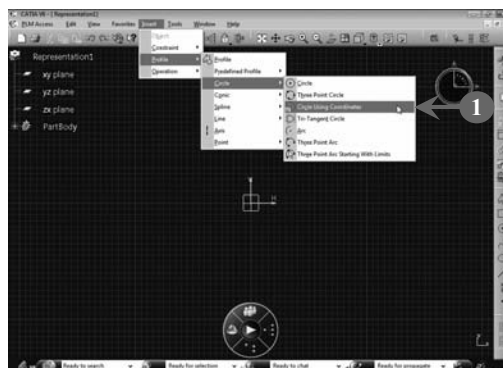 CATIA V6 - [Representation1]
PLM Access Edit View Favorites Insert Tools Window Help
Object
Constraint
Profile
Operation
Profile
Predefined Profile
Circle
Conic
Spline
Line
Axis
Point
Circle
Three Point Circle
Circle Using Coordinates
Tri-Tangent Circle
Arc
Three Point Arc
Three Point Arc Starting With Limits
1
Representation1
xy plane
yz plane
zx plane
PartBody
V
H
Ready to search
Ready for selection
Ready to chat
Ready for propagate